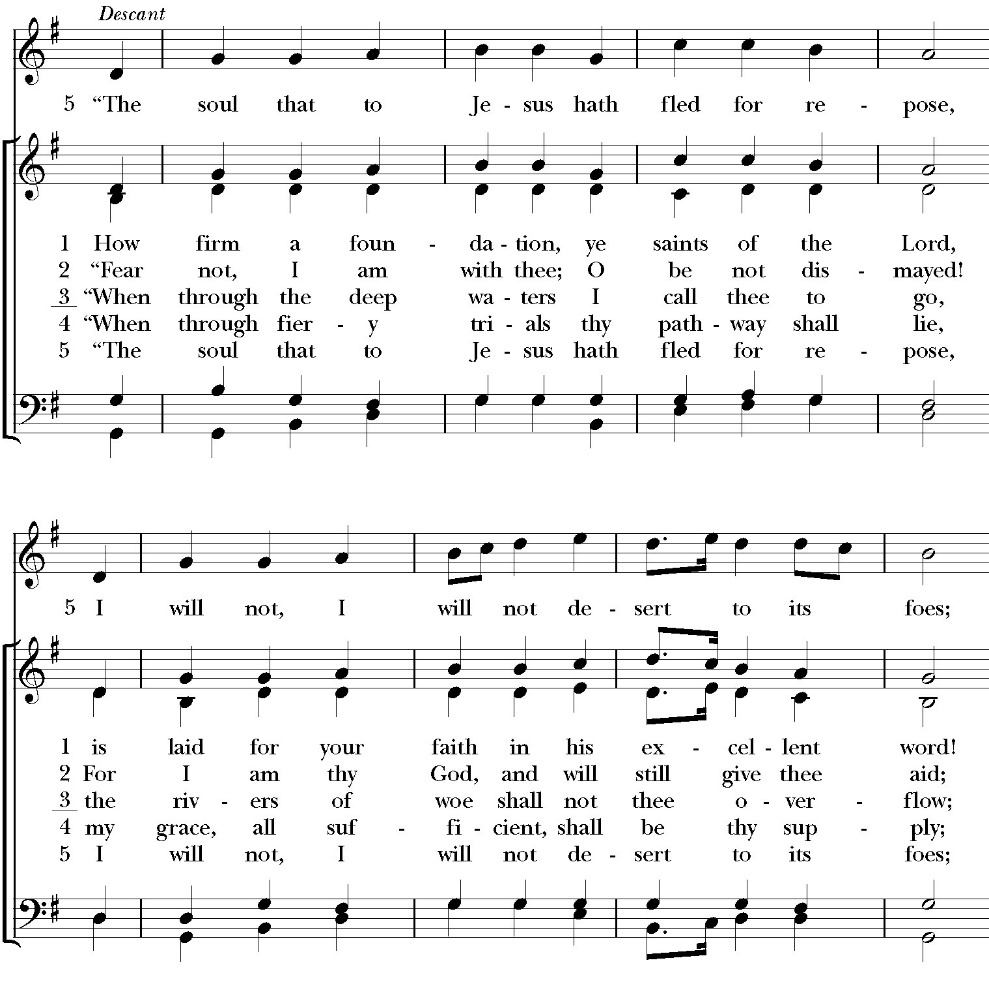 Descant
5 “The soul that to Je - sus hath fled for re - pose,
1 How firm a foun - da - tion, ye saints of the Lord,
2 “Fear not, I am with thee; O be not dis - mayed!
3 “When through the deep wa - ters I call thee to go,
4 “When through fier - y tri - als thy path - way shall lie,
5 “The soul that to Je - sus hath fled for re - pose,
5 I will not, I will not de - sert to its foes;
1 is laid for your faith in his ex - cel - lent word!
2 For I am thy God, and will still give thee aid;
3 the riv - ers of woe shall not thee o - ver - flow;
4 my grace, all suf - fi - cient, shall be thy sup - ply;
5 I will not, I will not de - sert to its foes;